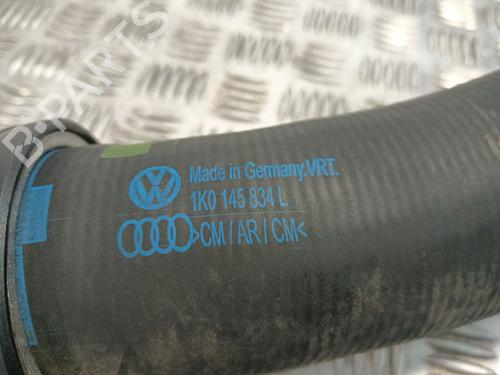 B-PARTS
Made in Germany.VRT.
1K0 145 834 L
>CM/AR/CM<